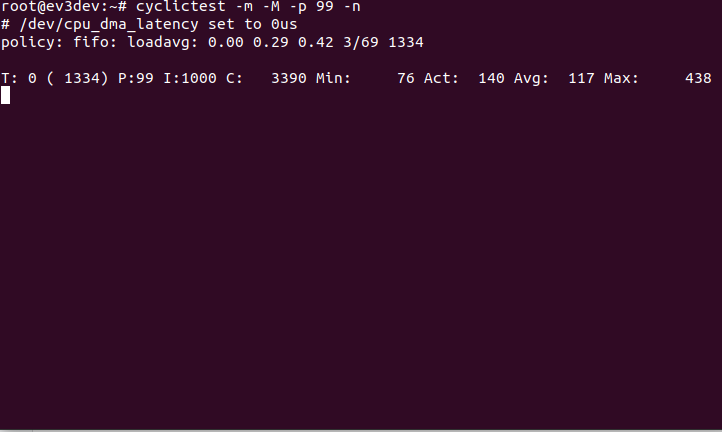 root@ev3dev:~# cyclictest -m -M -p 99 -n
# /dev/cpu_dma_latency set to 0us
policy: fifo: loadavg: 0.00 0.29 0.42 3/69 1334
T: 0 ( 1334) P:99 I:1000 C:   3390 Min:     76 Act:  140 Avg:  117 Max:     438